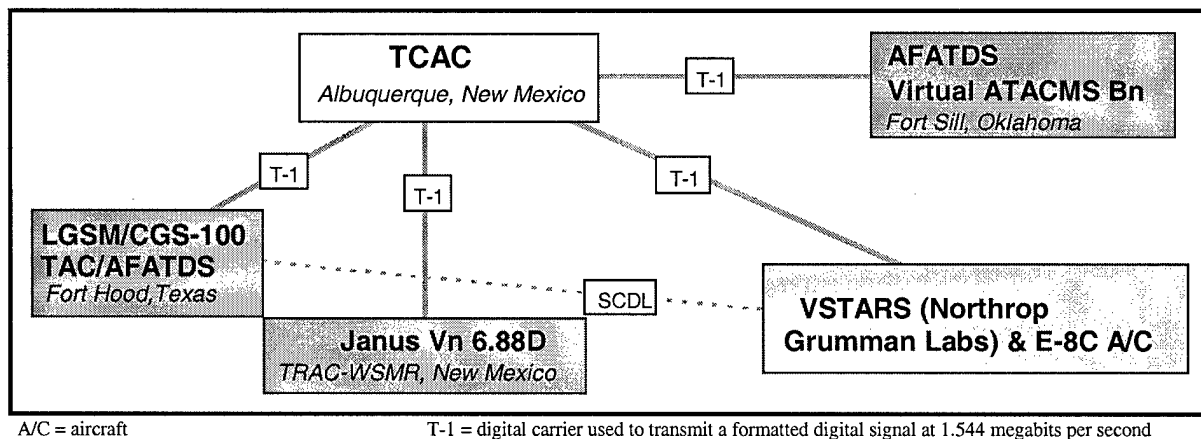 TCAC
Albuquerque, New Mexico
T-1
AFATDS
Virtual ATACMS Bn
Fort Sill, Oklahoma
T-1
T-1
T-1
LGSM/CGS-100
TAC/AFATDS
Fort Hood,Texas
SCDL
VSTARS (Northrop
Grumman Labs) & E-8C A/C
Janus Vn 6.88D
TRAC-WSMR, New Mexico
A/C = aircraft
T-1 = digital carrier used to transmit a formatted digital signal at 1.544 megabits per second